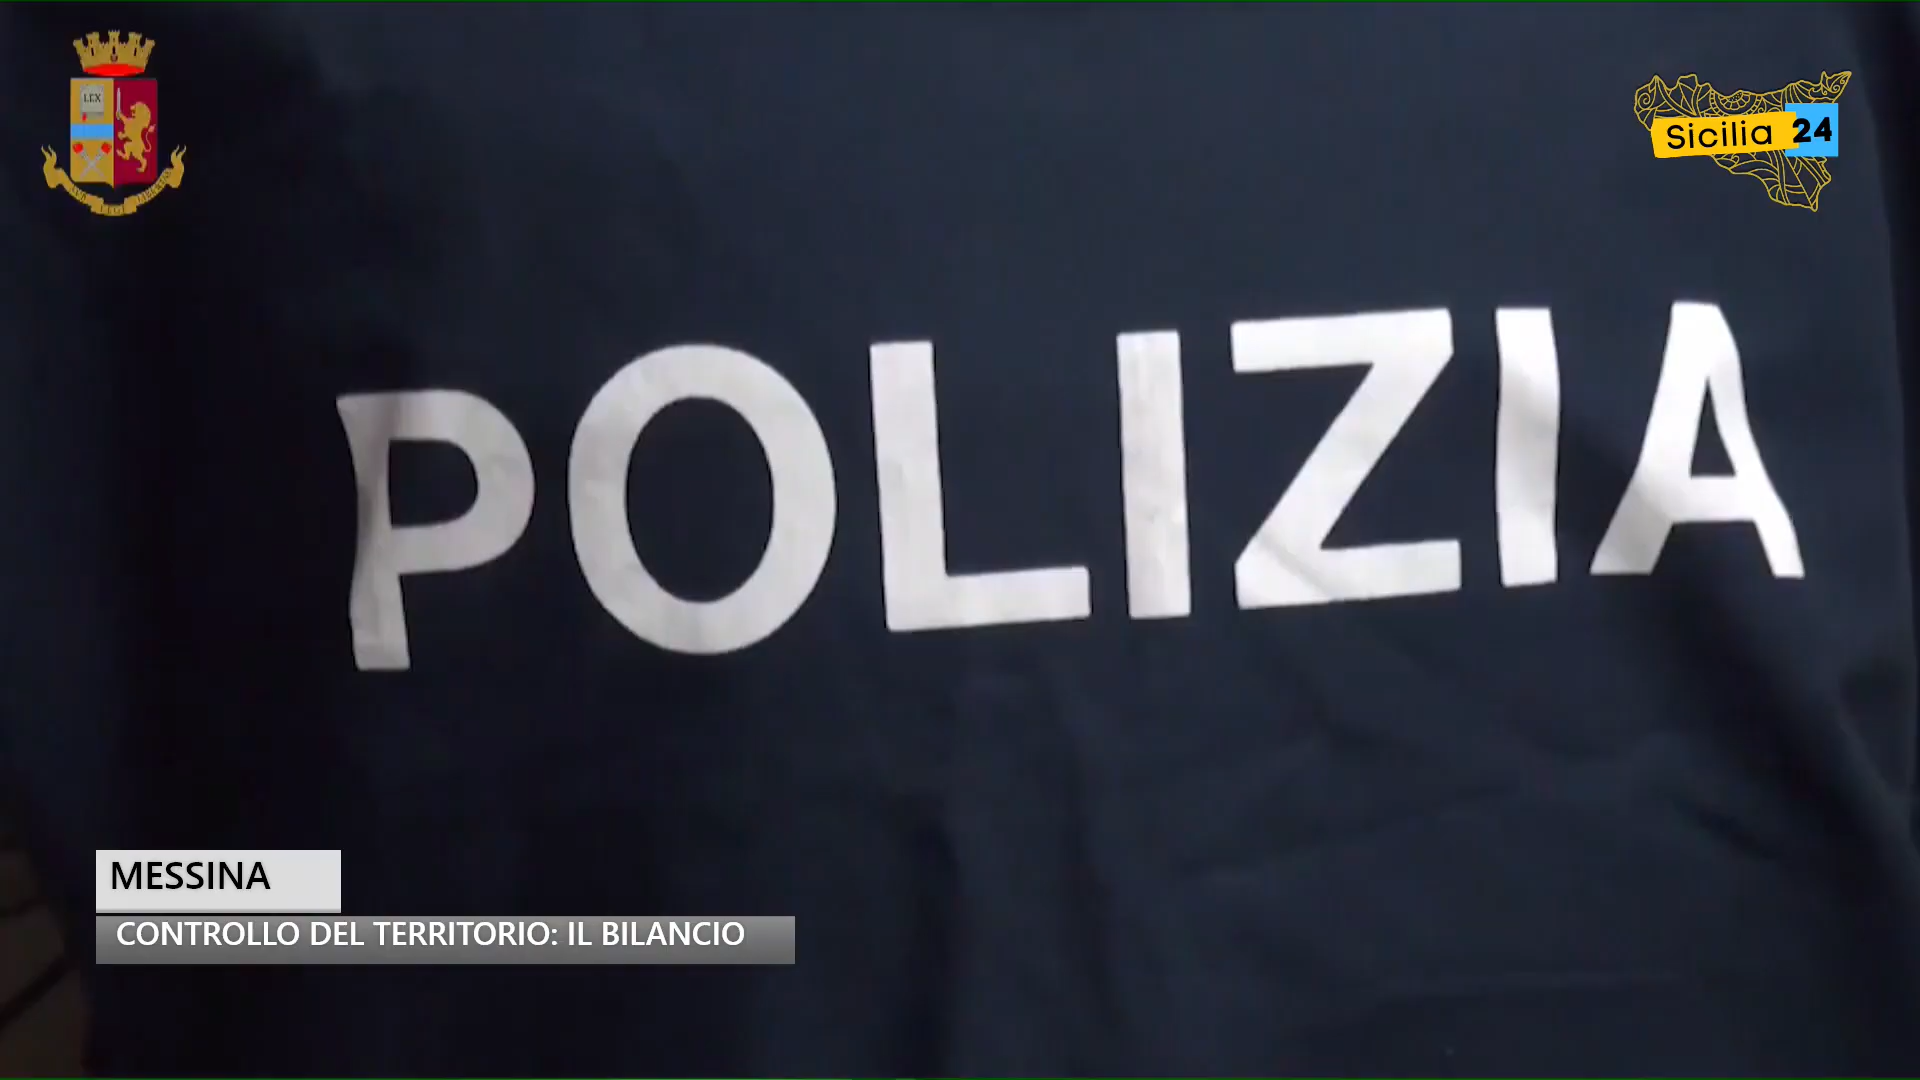 LEX
Sicilia 24
POLIZIA
MESSINA
CONTROLLO DEL TERRITORIO: IL BILANCIO